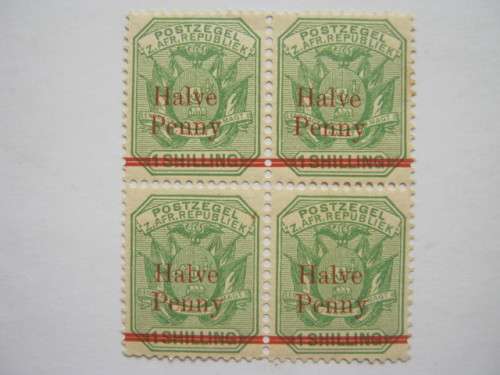 POSTZEGEL
Z. AFR. REPUBLIEK
Halve
Penny
1 SHILLING
POSTZEGEL
Z. AFR. REPUBLIEK
Halve
Penny
1 SHILLING
POSTZEGEL
Z. AFR. REPUBLIEK
Halve
Penny
1 SHILLING
POSTZEGEL
Z. AFR. REPUBLIEK
Halve
Penny
1 SHILLING